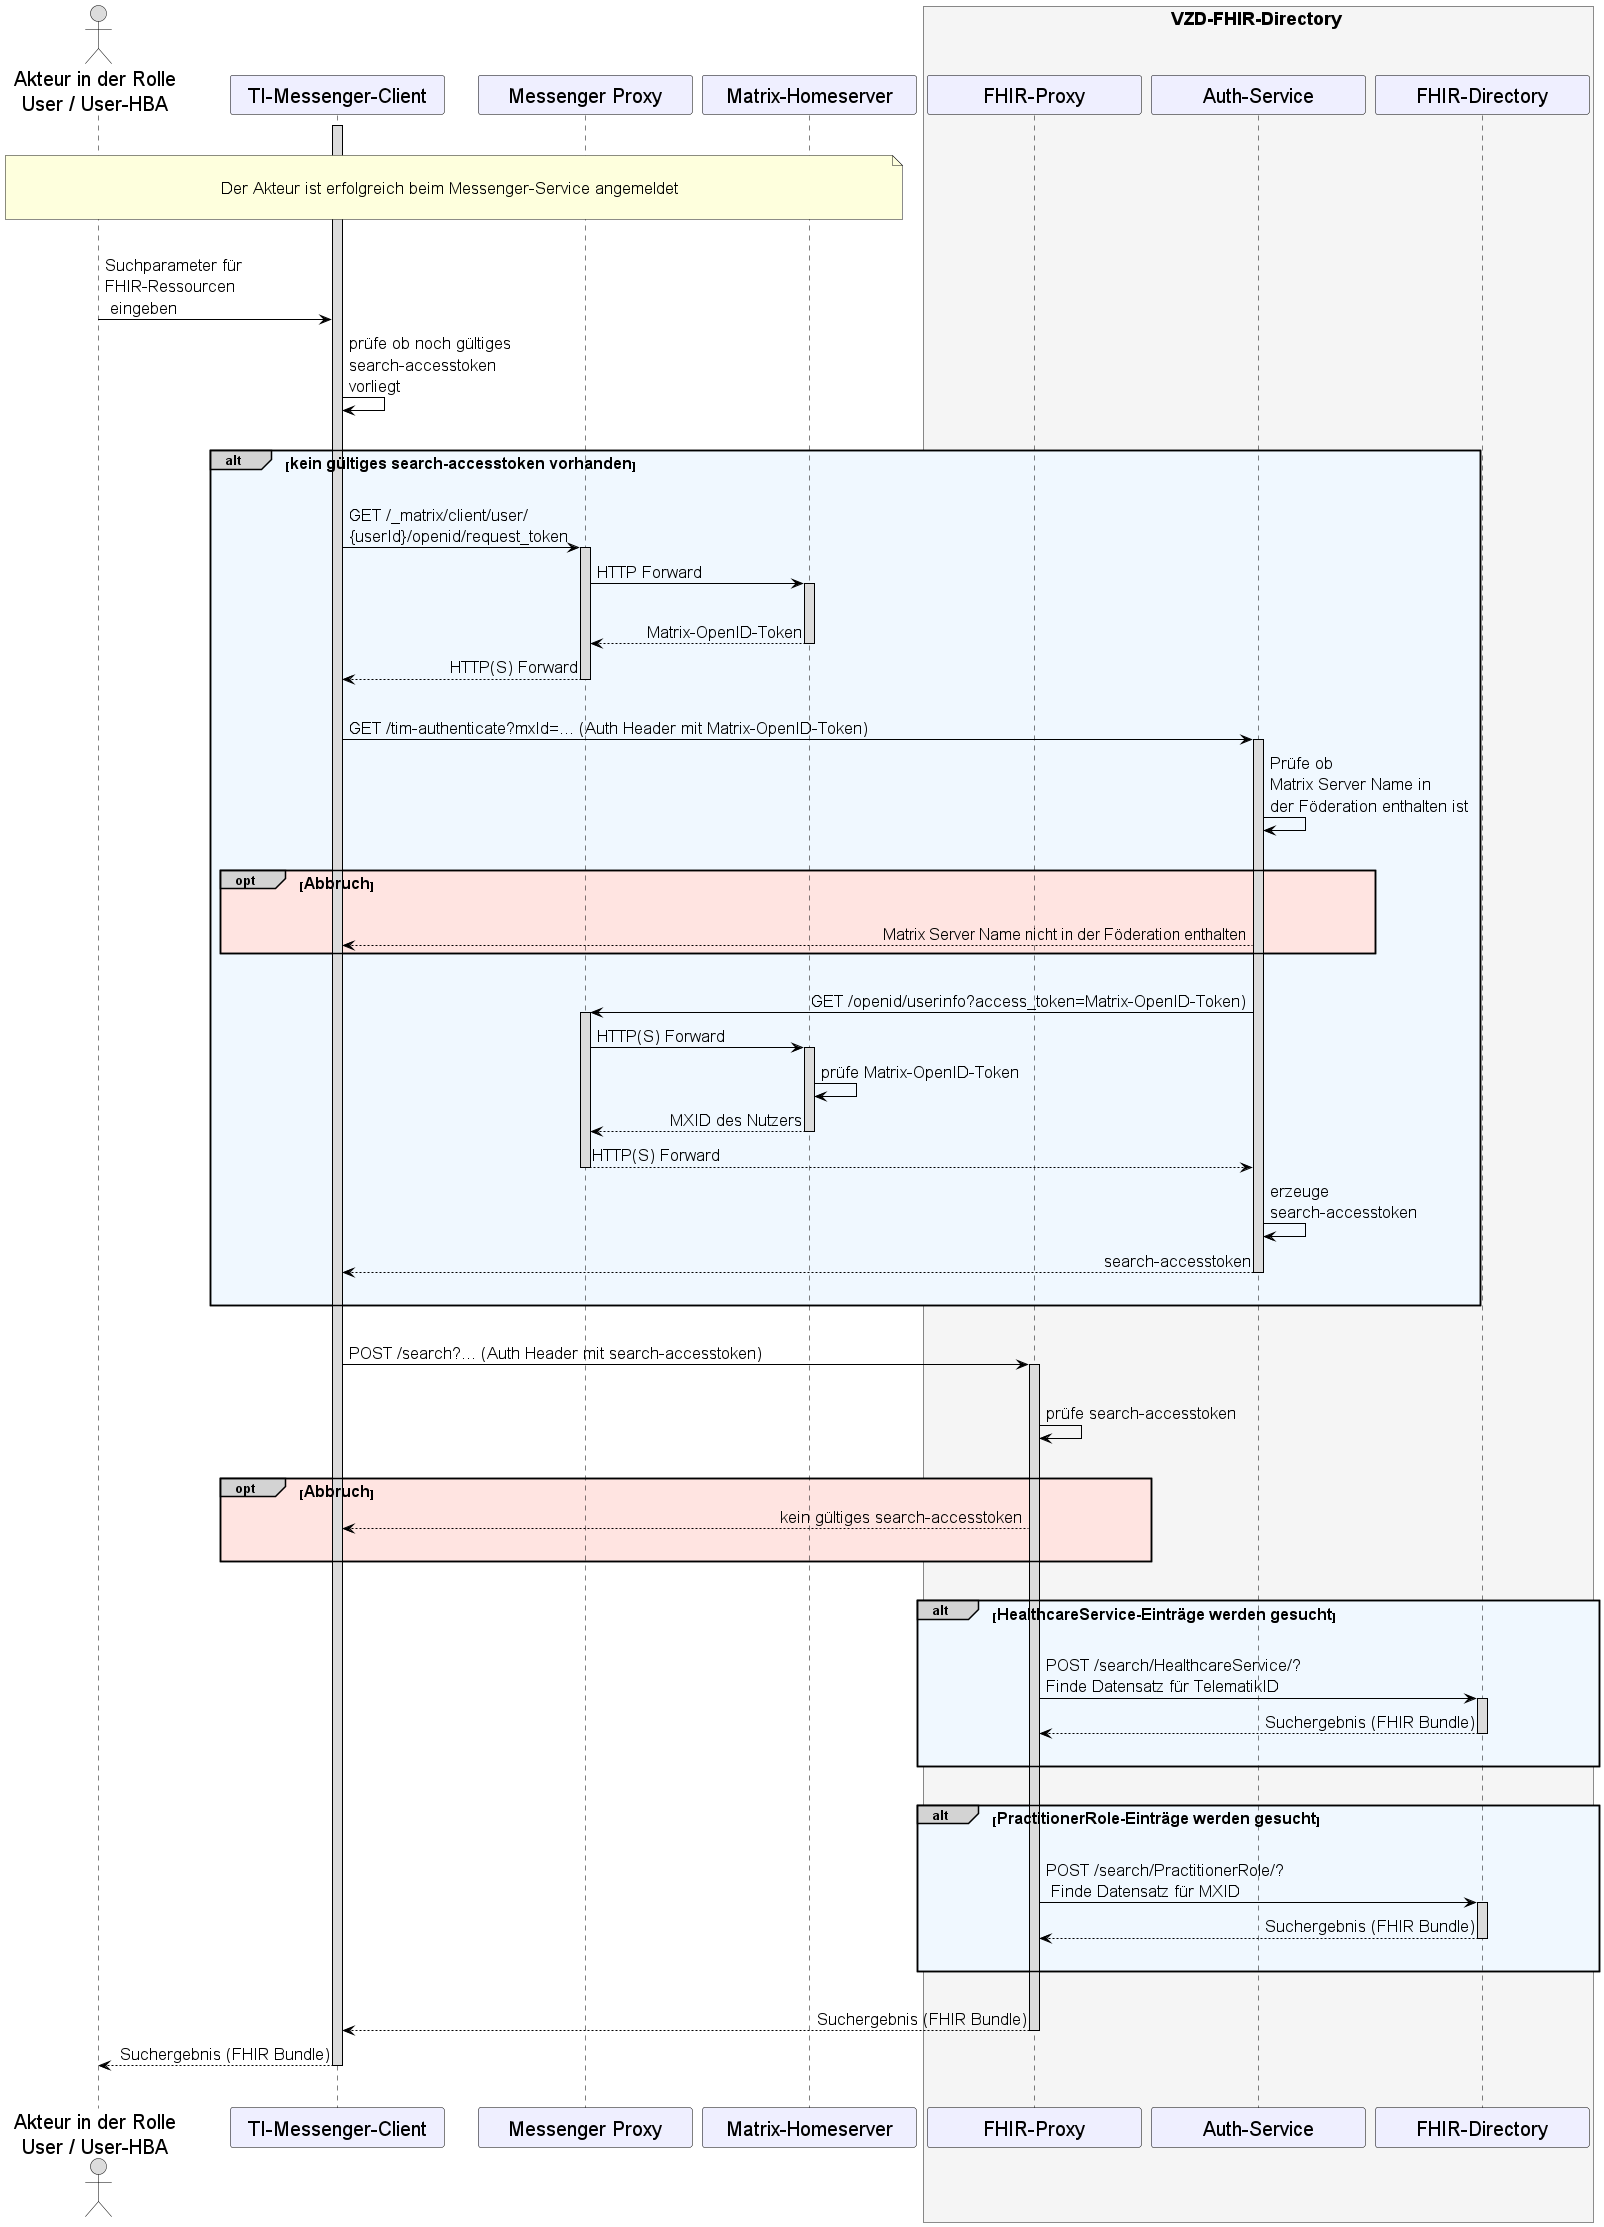 VZD-FHIR-Directory
Akteur in der Rolle
User / User-HBA
TI-Messenger-Client
Messenger Proxy
Matrix-Homeserver
FHIR-Proxy
Auth-Service
FHIR-Directory
Der Akteur ist erfolgreich beim Messenger-Service angemeldet
Suchparameter für
FHIR-Ressourcen
eingeben
prüfe ob noch gültiges
search-accesstoken
vorliegt
alt
[kein gültiges search-accesstoken vorhanden]
GET /_matrix/client/user/
{userId}/openid/request_token
HTTP Forward
Matrix-OpenID-Token
HTTP(S) Forward
GET /tim-authenticate?mxId=... (Auth Header mit Matrix-OpenID-Token)
Prüfe ob
Matrix Server Name in
der Föderation enthalten ist
opt
[Abbruch]
Matrix Server Name nicht in der Föderation enthalten
GET /openid/userinfo?access_token=Matrix-OpenID-Token)
HTTP(S) Forward
prüfe Matrix-OpenID-Token
MXID des Nutzers
HTTP(S) Forward
erzeuge
search-accesstoken
search-accesstoken
POST /search?... (Auth Header mit search-accesstoken)
prüfe search-accesstoken
opt
[Abbruch]
kein gültiges search-accesstoken
alt
[HealthcareService-Einträge werden gesucht]
POST /search/HealthcareService/?
Finde Datensatz für TelematikID
Suchergebnis (FHIR Bundle)
alt
[PractitionerRole-Einträge werden gesucht]
POST /search/PractitionerRole/?
Finde Datensatz für MXID
Suchergebnis (FHIR Bundle)
Suchergebnis (FHIR Bundle)
Suchergebnis (FHIR Bundle)
Akteur in der Rolle
User / User-HBA
TI-Messenger-Client
Messenger Proxy
Matrix-Homeserver
FHIR-Proxy
Auth-Service
FHIR-Directory